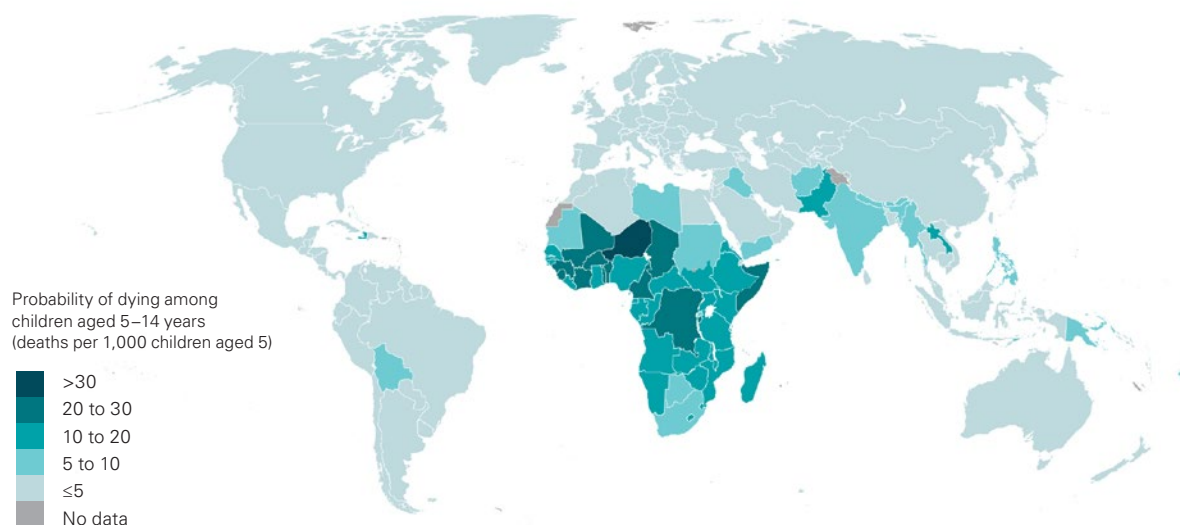 Probability of dying among
children aged 5–14 years
(deaths per 1,000 children aged 5)
>30
20 to 30
10 to 20
5 to 10
≤5
No data